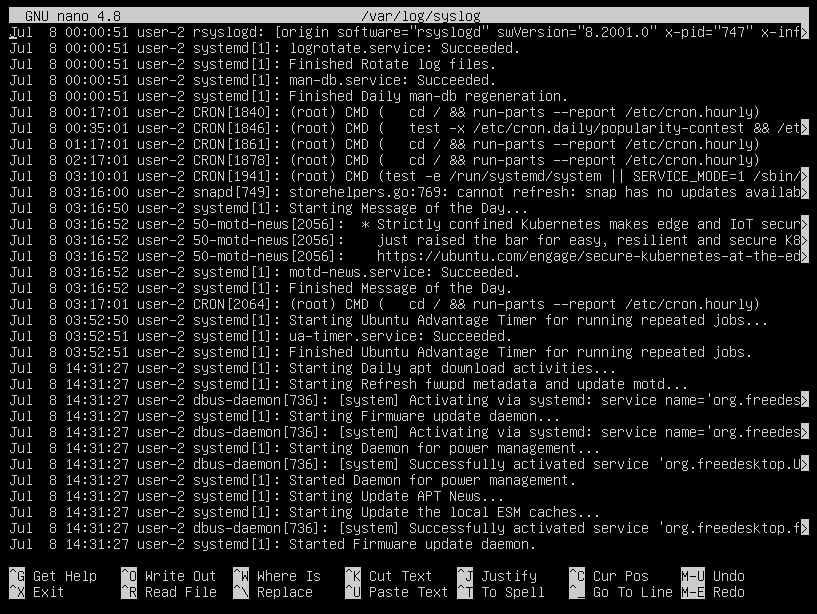 GNU nano 4.8 /var/log/syslog
Jul  8 00:00:51 user-2 rsyslogd: [origin software="rsyslogd" swVersion="8.2001.0" x-pid="747" x-inf>
Jul  8 00:00:51 user-2 systemd[1]: logrotate.service: Succeeded.
Jul  8 00:00:51 user-2 systemd[1]: Finished Rotate log files.
Jul  8 00:00:51 user-2 systemd[1]: man-db.service: Succeeded.
Jul  8 00:00:51 user-2 systemd[1]: Finished Daily man-db regeneration.
Jul  8 00:17:01 user-2 CRON[1840]: (root) CMD (   cd / && run-parts --report /etc/cron.hourly)
Jul  8 00:35:01 user-2 CRON[1846]: (root) CMD (   test -x /etc/cron.daily/popularity-contest && /et>
Jul  8 01:17:01 user-2 CRON[1861]: (root) CMD (   cd / && run-parts --report /etc/cron.hourly)
Jul  8 02:17:01 user-2 CRON[1878]: (root) CMD (   cd / && run-parts --report /etc/cron.hourly)
Jul  8 03:10:01 user-2 CRON[1941]: (root) CMD (test -e /run/systemd/system || SERVICE_MODE=1 /sbin/>
Jul  8 03:16:00 user-2 snapd[749]: storehelpers.go:769: cannot refresh: snap has no updates availab>
Jul  8 03:16:50 user-2 systemd[1]: Starting Message of the Day...
Jul  8 03:16:52 user-2 50-motd-news[2056]:  * Strictly confined Kubernetes makes edge and IoT secur>
Jul  8 03:16:52 user-2 50-motd-news[2056]:    just raised the bar for easy, resilient and secure K8>
Jul  8 03:16:52 user-2 50-motd-news[2056]:    https://ubuntu.com/engage/secure-kubernetes-at-the-ed>
Jul  8 03:16:52 user-2 systemd[1]: motd-news.service: Succeeded.
Jul  8 03:16:52 user-2 systemd[1]: Finished Message of the Day.
Jul  8 03:17:01 user-2 CRON[2064]: (root) CMD (   cd / && run-parts --report /etc/cron.hourly)
Jul  8 03:52:50 user-2 systemd[1]: Starting Ubuntu Advantage Timer for running repeated jobs...
Jul  8 03:52:51 user-2 systemd[1]: ua-timer.service: Succeeded.
Jul  8 03:52:51 user-2 systemd[1]: Finished Ubuntu Advantage Timer for running repeated jobs.
Jul  8 14:31:27 user-2 systemd[1]: Starting Daily apt download activities...
Jul  8 14:31:27 user-2 systemd[1]: Starting Refresh fwupd metadata and update motd...
Jul  8 14:31:27 user-2 dbus-daemon[736]: [system] Activating via systemd: service name='org.freedes>
Jul  8 14:31:27 user-2 systemd[1]: Starting Firmware update daemon...
Jul  8 14:31:27 user-2 dbus-daemon[736]: [system] Activating via systemd: service name='org.freedes>
Jul  8 14:31:27 user-2 systemd[1]: Starting Daemon for power management...
Jul  8 14:31:27 user-2 dbus-daemon[736]: [system] Successfully activated service 'org.freedesktop.U>
Jul  8 14:31:27 user-2 systemd[1]: Started Daemon for power management.
Jul  8 14:31:27 user-2 systemd[1]: Starting Update APT News...
Jul  8 14:31:27 user-2 systemd[1]: Starting Update the local ESM caches...
Jul  8 14:31:27 user-2 dbus-daemon[736]: [system] Successfully activated service 'org.freedesktop.f>
Jul  8 14:31:27 user-2 systemd[1]: Started Firmware update daemon.
^G Get Help ^O Write Out ^W Where Is ^K Cut Text ^J Justify ^C Cur Pos M-U Undo
^X Exit ^R Read File ^\ Replace ^U Paste Text ^T To Spell ^_ Go To Line M-E Redo